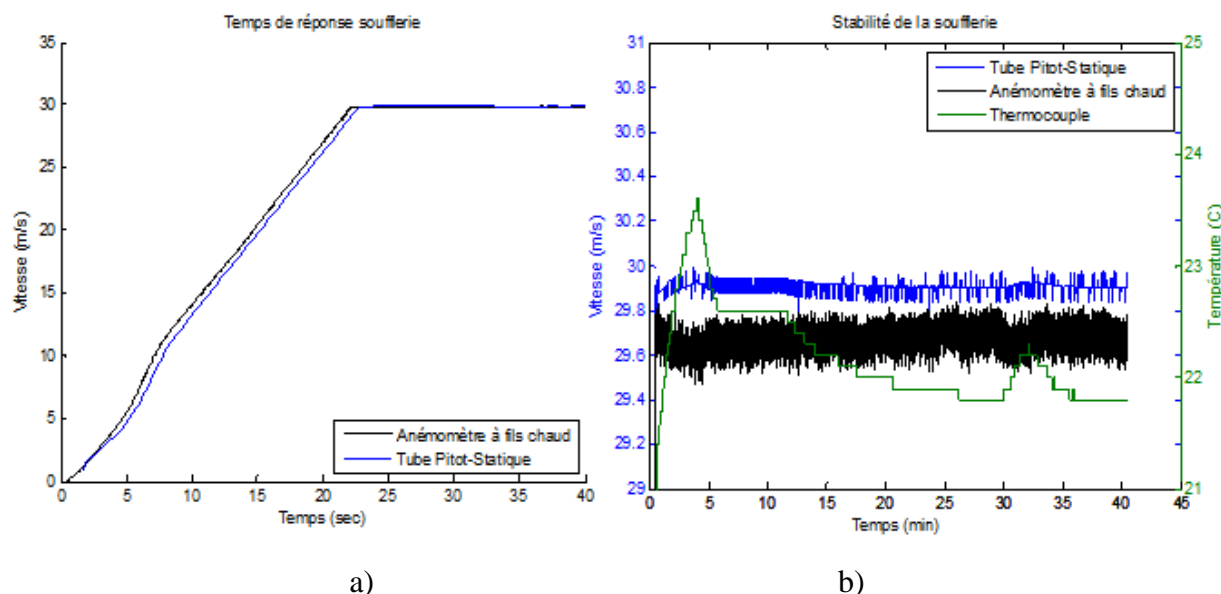 Temps de réponse soufflerie
35
30
25
20
15
10
5
0
Vitesse (m/s)
0 5 10 15 20 25 30 35 40
Temps (sec)
Anémomètre à fils chaud
Tube Pitot-Statique
a)
Stabilité de la soufflerie
31
30.8
30.6
30.4
30.2
30
29.8
29.6
29.4
29.2
29
Vitesse (m/s)
25
24
23
22
21
Température (C)
0 5 10 15 20 25 30 35 40 45
Temps (min)
Tube Pitot-Statique
Anémomètre à fils chaud
Thermocouple
b)